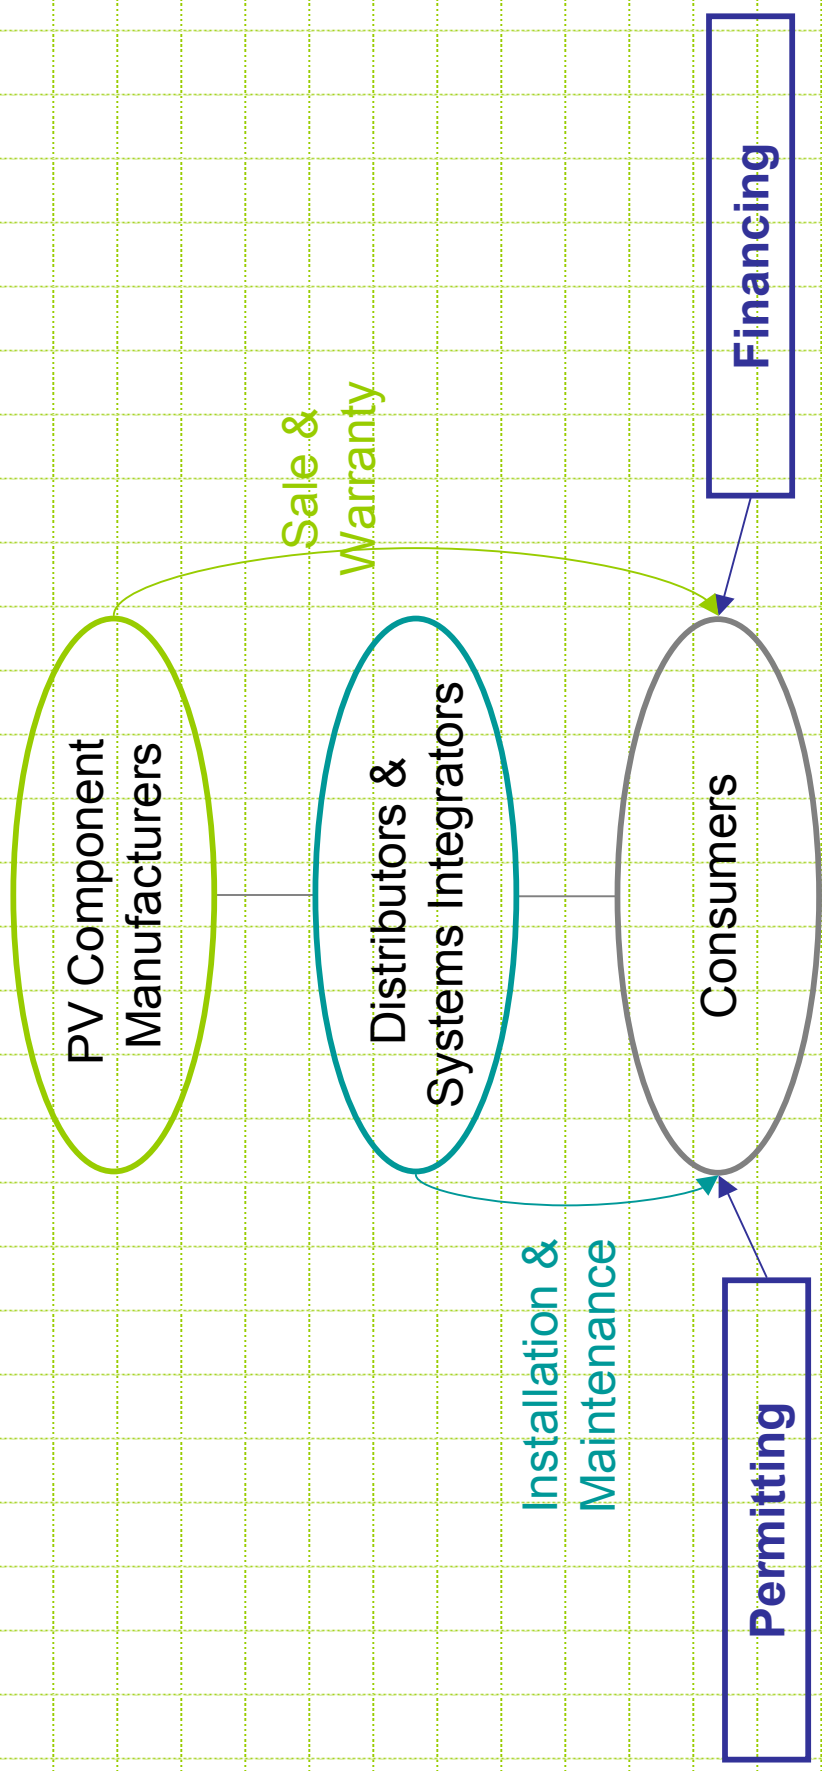 PV Component
Manufacturers
Sale &
Warranty
Distributors &
Systems Integrators
Installation &
Maintenance
Permitting
Consumers
Financing